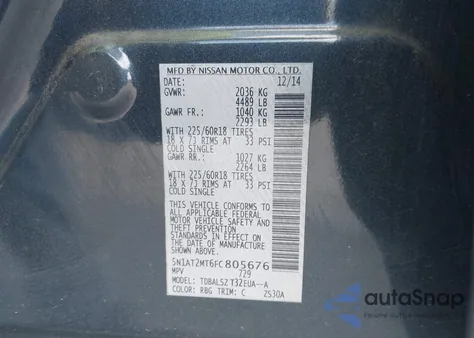 MFD BY NISSAN MOTOR CO., LTD.
DATE: 12/14
GVWR: 2036 KG
4489 LB
GAWR FR.: 1040 KG
2293 LB
WITH 225/60R18 TIRES
18 X 7J RIMS AT 33 PSI
COLD SINGLE
GAWR RR.: 1027 KG
2264 LB
WITH 225/60R18 TIRES
18 X 7J RIMS AT 33 PSI
COLD SINGLE
THIS VEHICLE CONFORMS TO
ALL APPLICABLE FEDERAL
MOTOR VEHICLE SAFETY AND
THEFT PREVENTION
STANDARDS IN EFFECT ON
THE DATE OF MANUFACTURE
SHOWN ABOVE.
5N1AT2MT6FC805676
MPV 729
MODEL: TDBALSZ T32EUA--A
COLOR: RBG TRIM: C ZS30A
autoSnap